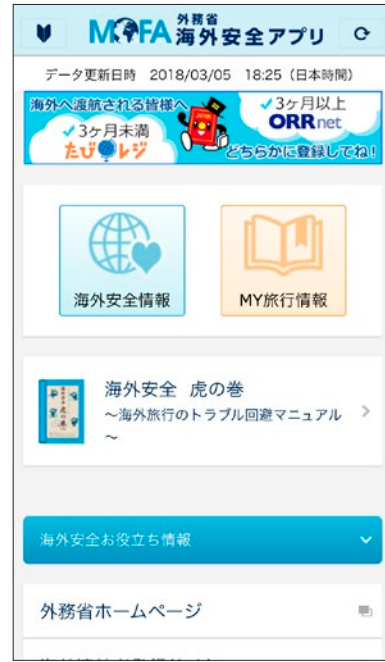 外務省
MOFA 海外安全アプリ
データ更新日時 2018/03/05 18:25（日本時間）
海外へ渡航される皆様へ
✓3ヶ月未満
たびレジ
✓3ヶ月以上
ORRnet
どちらかに登録してね!
海外安全情報
MY旅行情報
海外安全 虎の巻
～海外旅行のトラブル回避マニュアル
～
海外安全お役立ち情報
外務省ホームページ